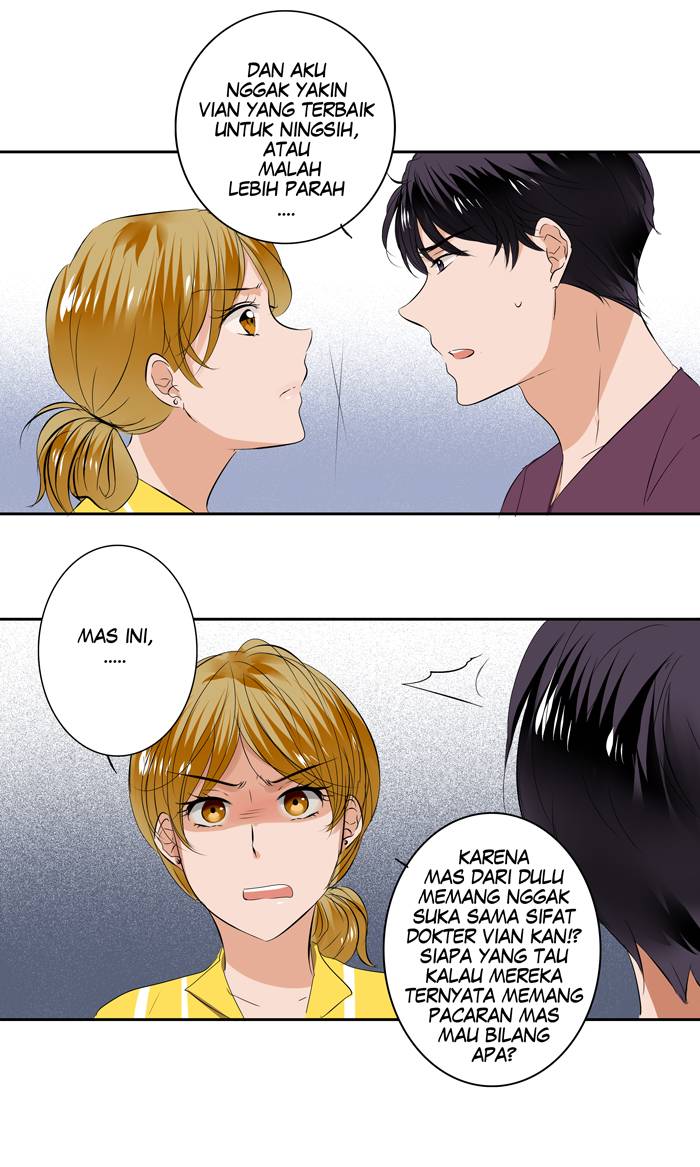 DAN AKU
NGGAK YAKIN
VIAN YANG TERBAIK
UNTUK NINGSIH,
ATAU
MALAH
LEBIH PARAH
....
MAS INI,
.....
KARENA
MAS DARI DULU
MEMANG NGGAK
SUKA SAMA SIFAT
DOKTER VIAN KAN!?
SIAPA YANG TAU
KALAU MEREKA
TERNYATA MEMANG
PACARAN MAS
MAU BILANG
APA?